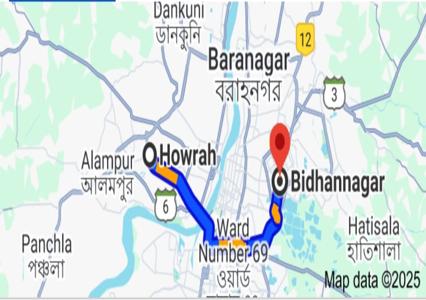 Dankuni
ডানকুনি
12
Baranagar
বরাহনগর
3
Howrah
Alampur
আলমপুর
Bidhannagar
6
Ward
Number 69
ওয়ার্ড
Hatisala
হাতিশালা
Panchla
পঞ্চলা
Map data ©2025